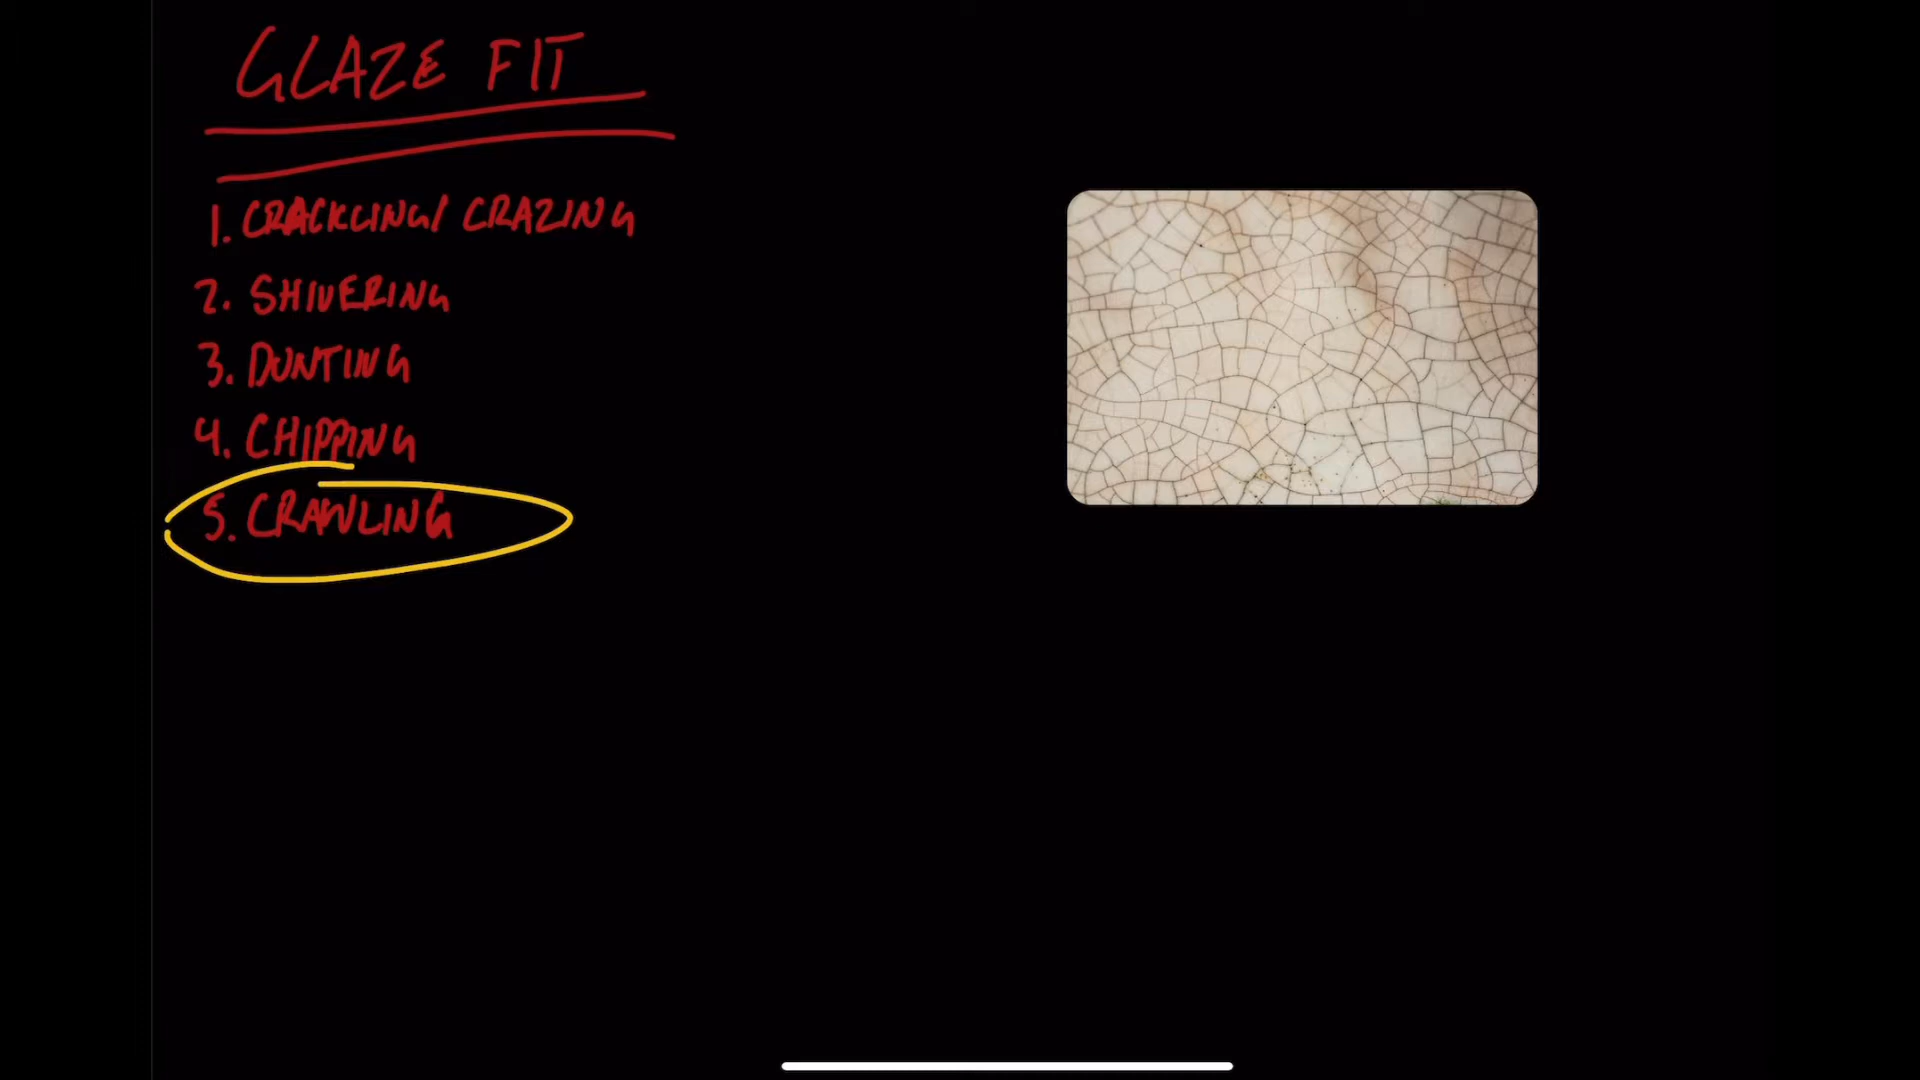 GLAZE FIT
1. CRACKLING/ CRAZING
2. SHIVERING
3. DUNTING
4. CHIPPING
5. CRAWLING